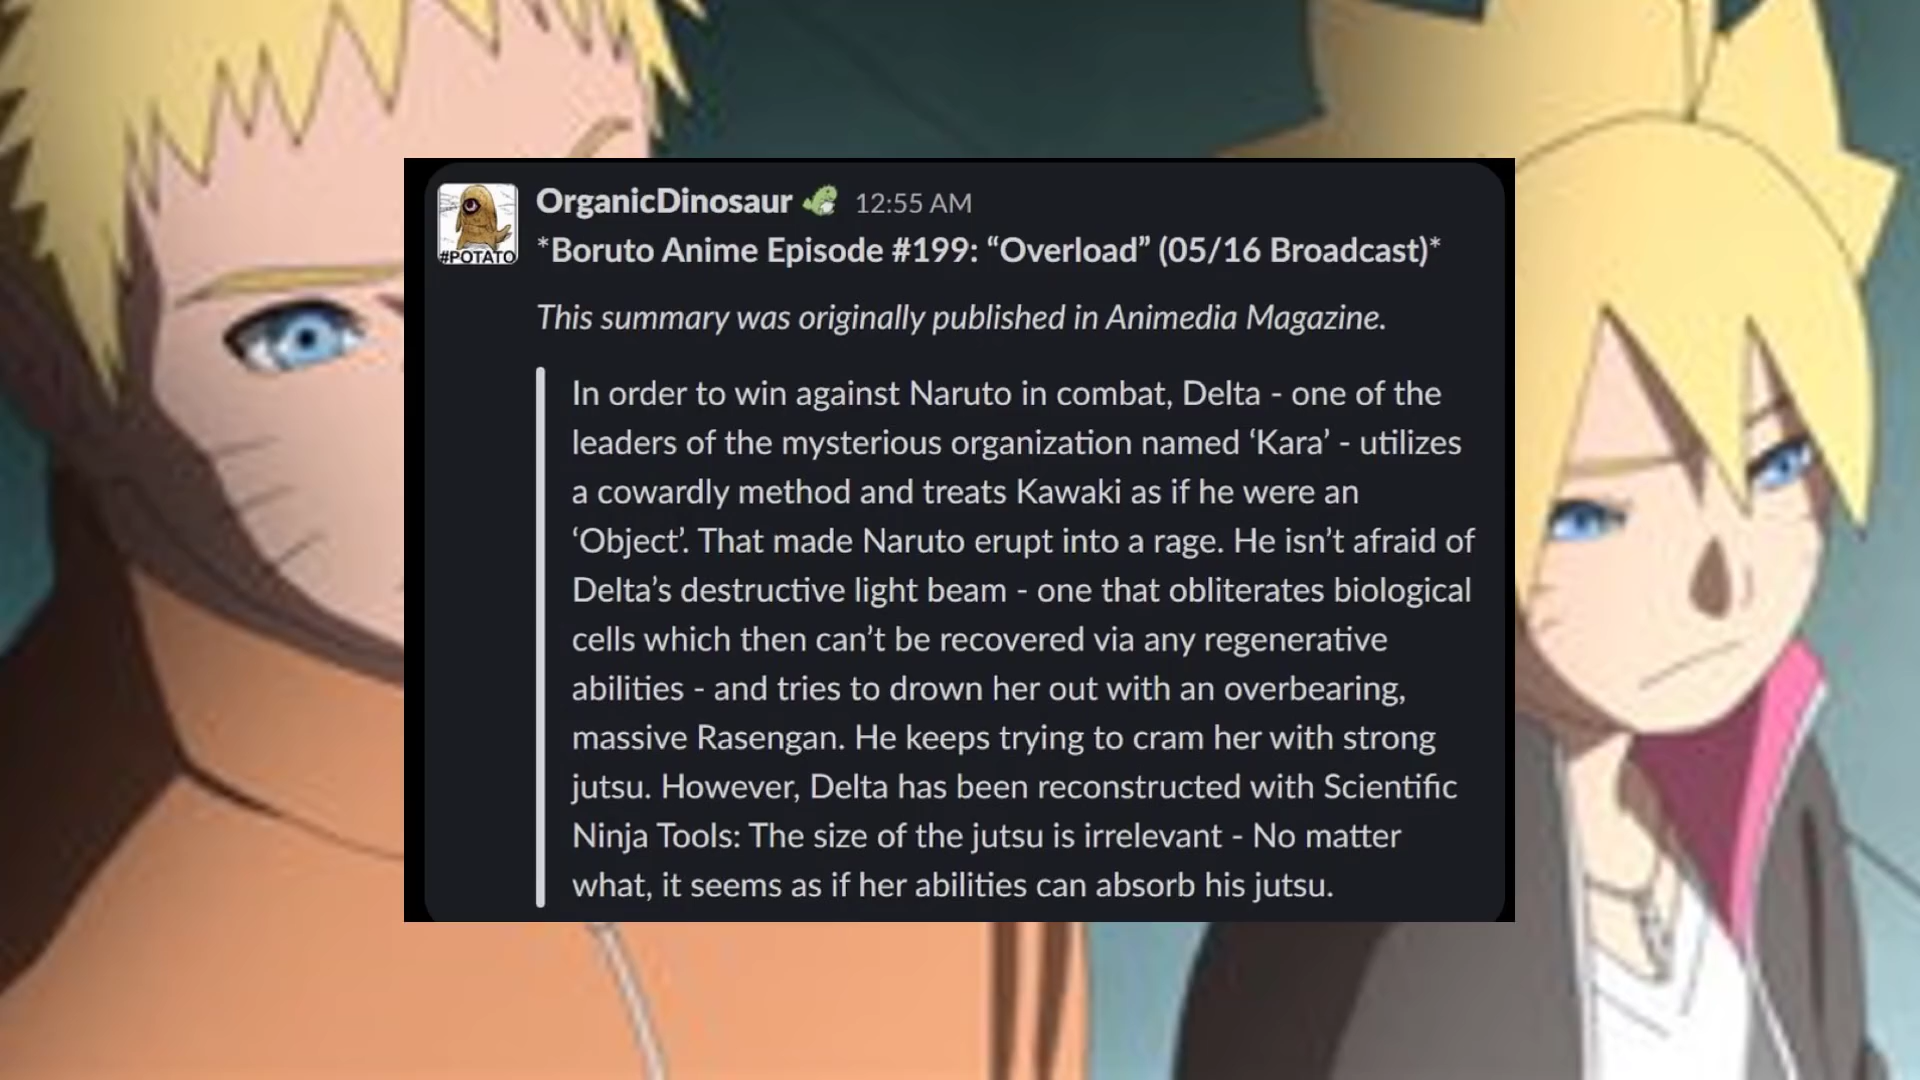 OrganicDinosaur 12:55 AM
#POTATO
*Boruto Anime Episode #199: “Overload” (05/16 Broadcast)*
This summary was originally published in Animedia Magazine.
In order to win against Naruto in combat, Delta - one of the
leaders of the mysterious organization named ‘Kara’ - utilizes
a cowardly method and treats Kawaki as if he were an
‘Object’. That made Naruto erupt into a rage. He isn’t afraid of
Delta’s destructive light beam - one that obliterates biological
cells which then can’t be recovered via any regenerative
abilities - and tries to drown her out with an overbearing,
massive Rasengan. He keeps trying to cram her with strong
jutsu. However, Delta has been reconstructed with Scientific
Ninja Tools: The size of the jutsu is irrelevant - No matter
what, it seems as if her abilities can absorb his jutsu.